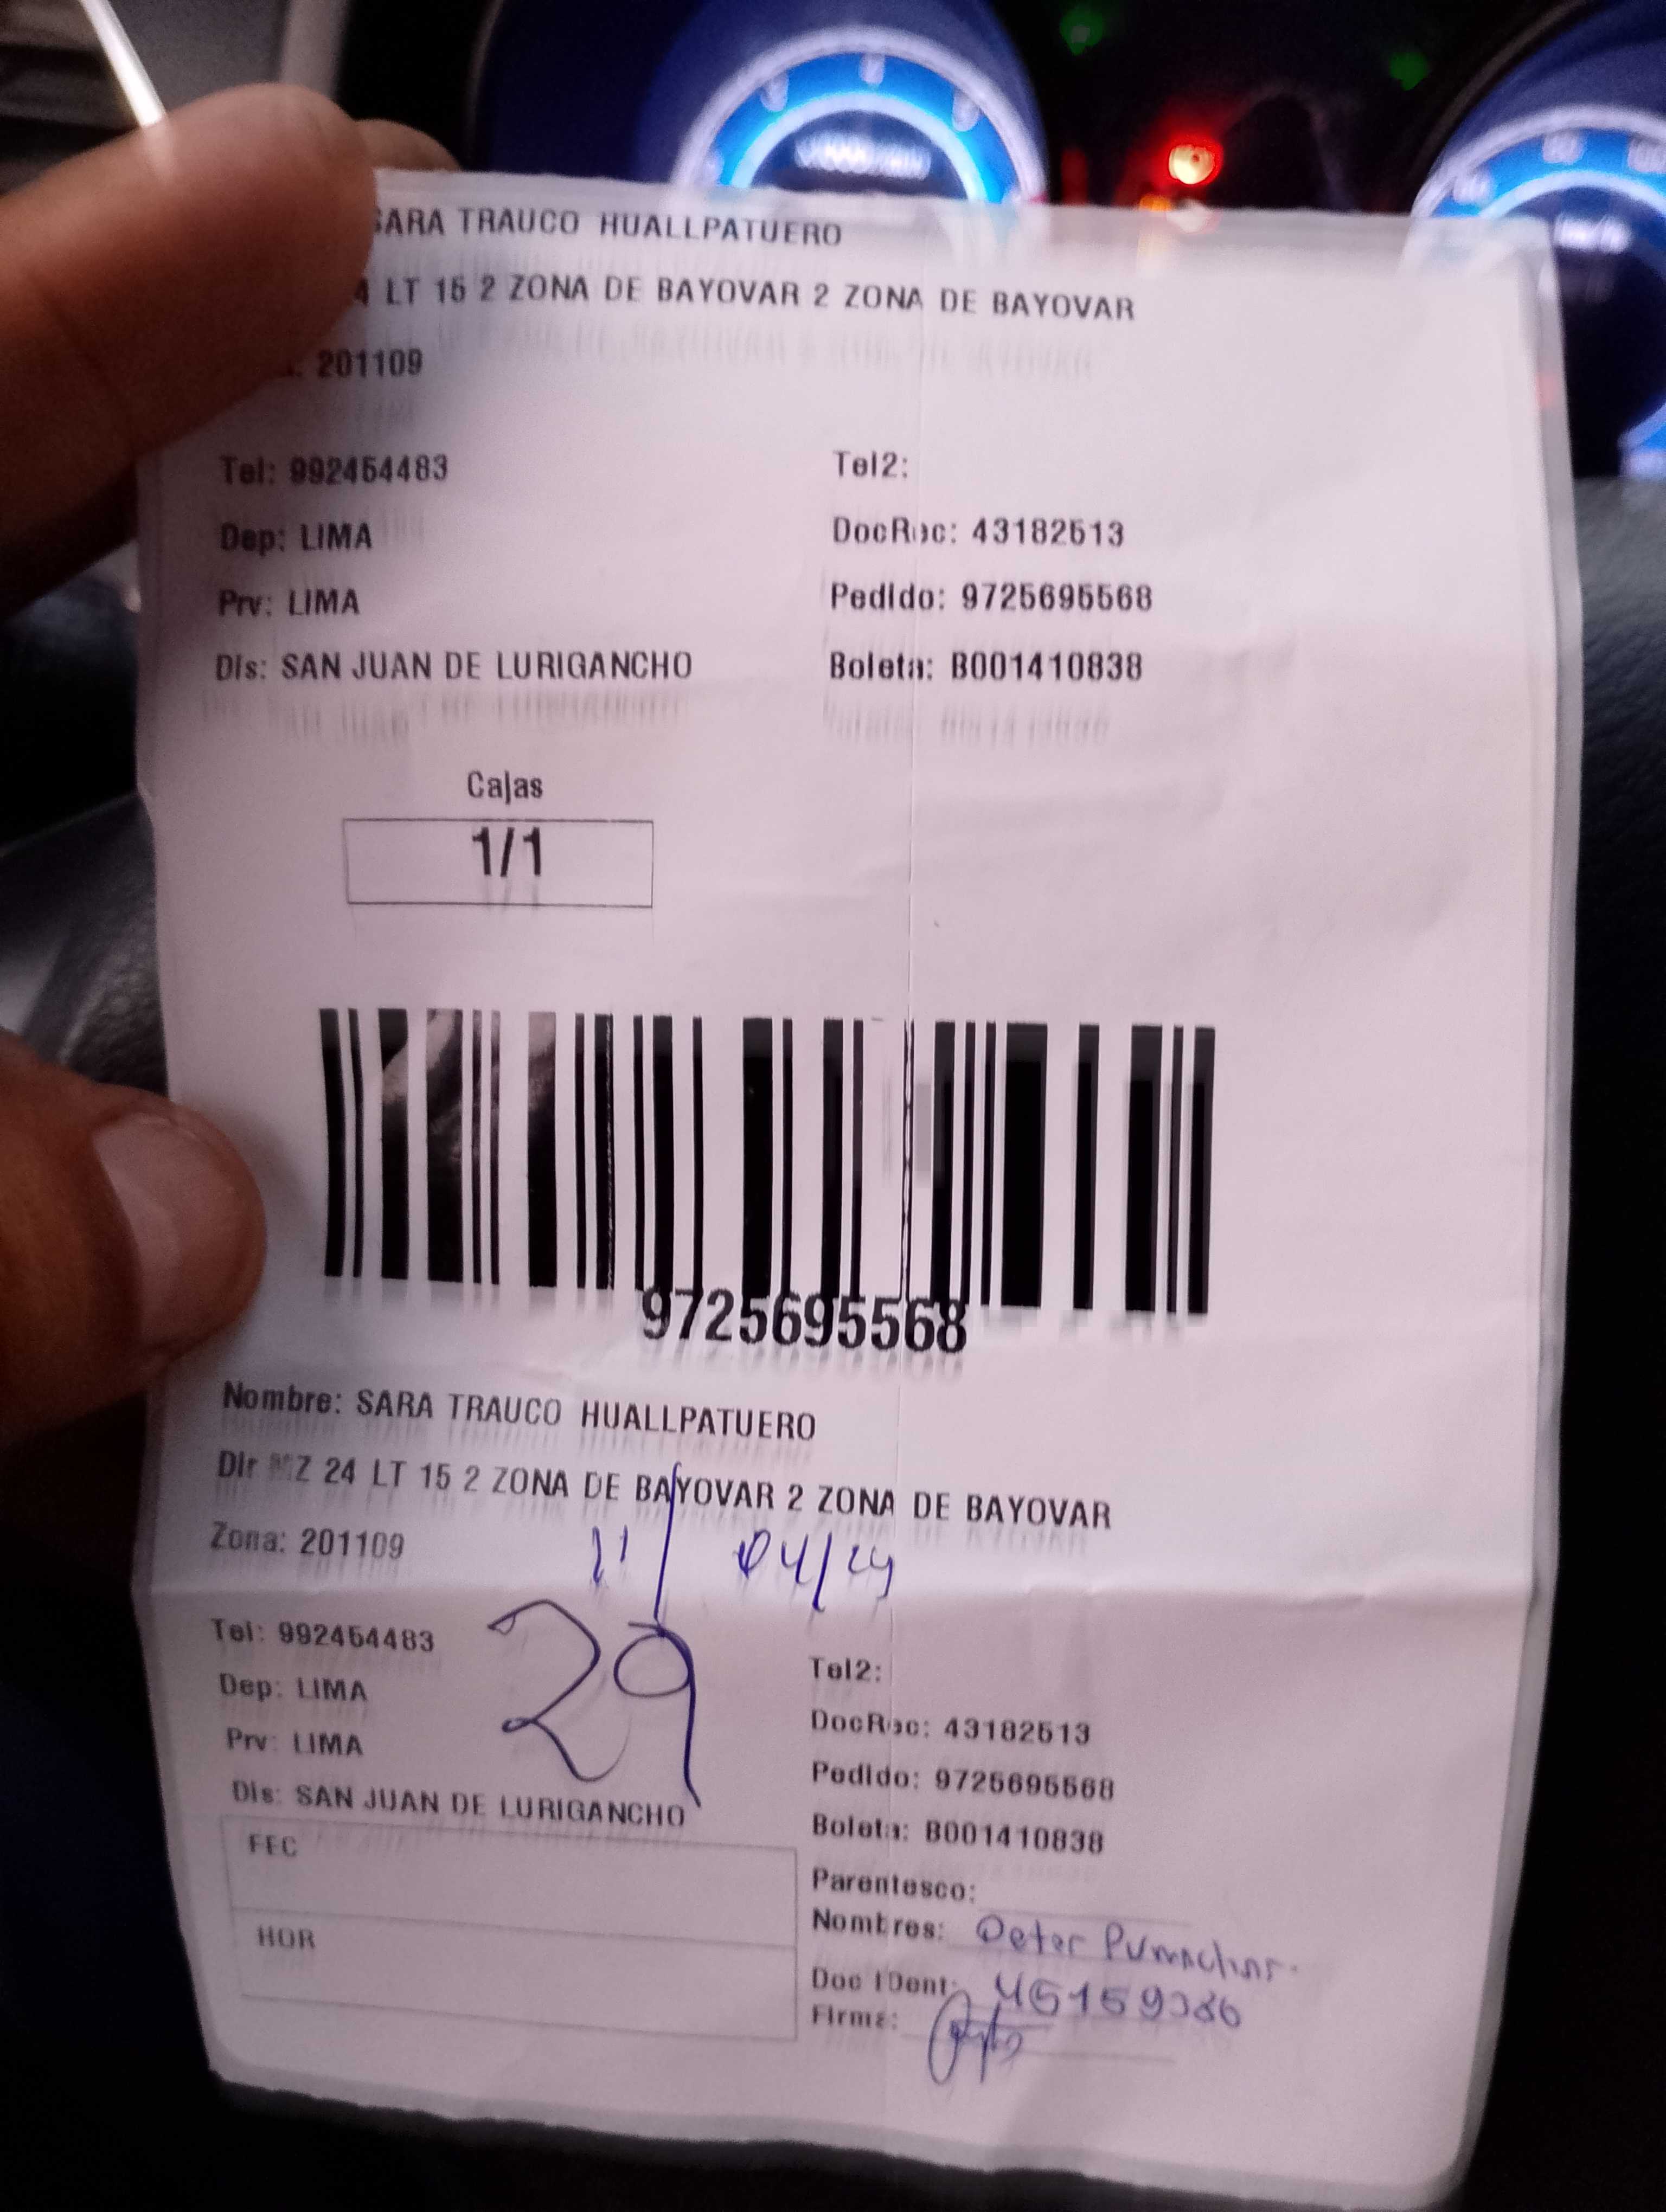 SARA TRAUCO HUALLPATUERO
4 LT 15 2 ZONA DE BAYOVAR 2 ZONA DE BAYOVAR
201109
Tel: 992454483 Tel2:
Dep: LIMA DocRec: 43182513
Prv: LIMA Pedido: 9725695568
Dis: SAN JUAN DE LURIGANCHO Boleta: B001410838
Cajas
1/1
9725695568
Nombre: SARA TRAUCO HUALLPATUERO
Dir MZ 24 LT 15 2 ZONA DE BAYOVAR 2 ZONA DE BAYOVAR
Zona: 201109
04/24
29
Tel: 992454483 Tel2:
Dep: LIMA DocRec: 43182513
Prv: LIMA Pedido: 9725695568
Dis: SAN JUAN DE LURIGANCHO Boleta: B001410838
FEC
HOR
Parentesco:
Nombres:
Doc IDent:
Firma: